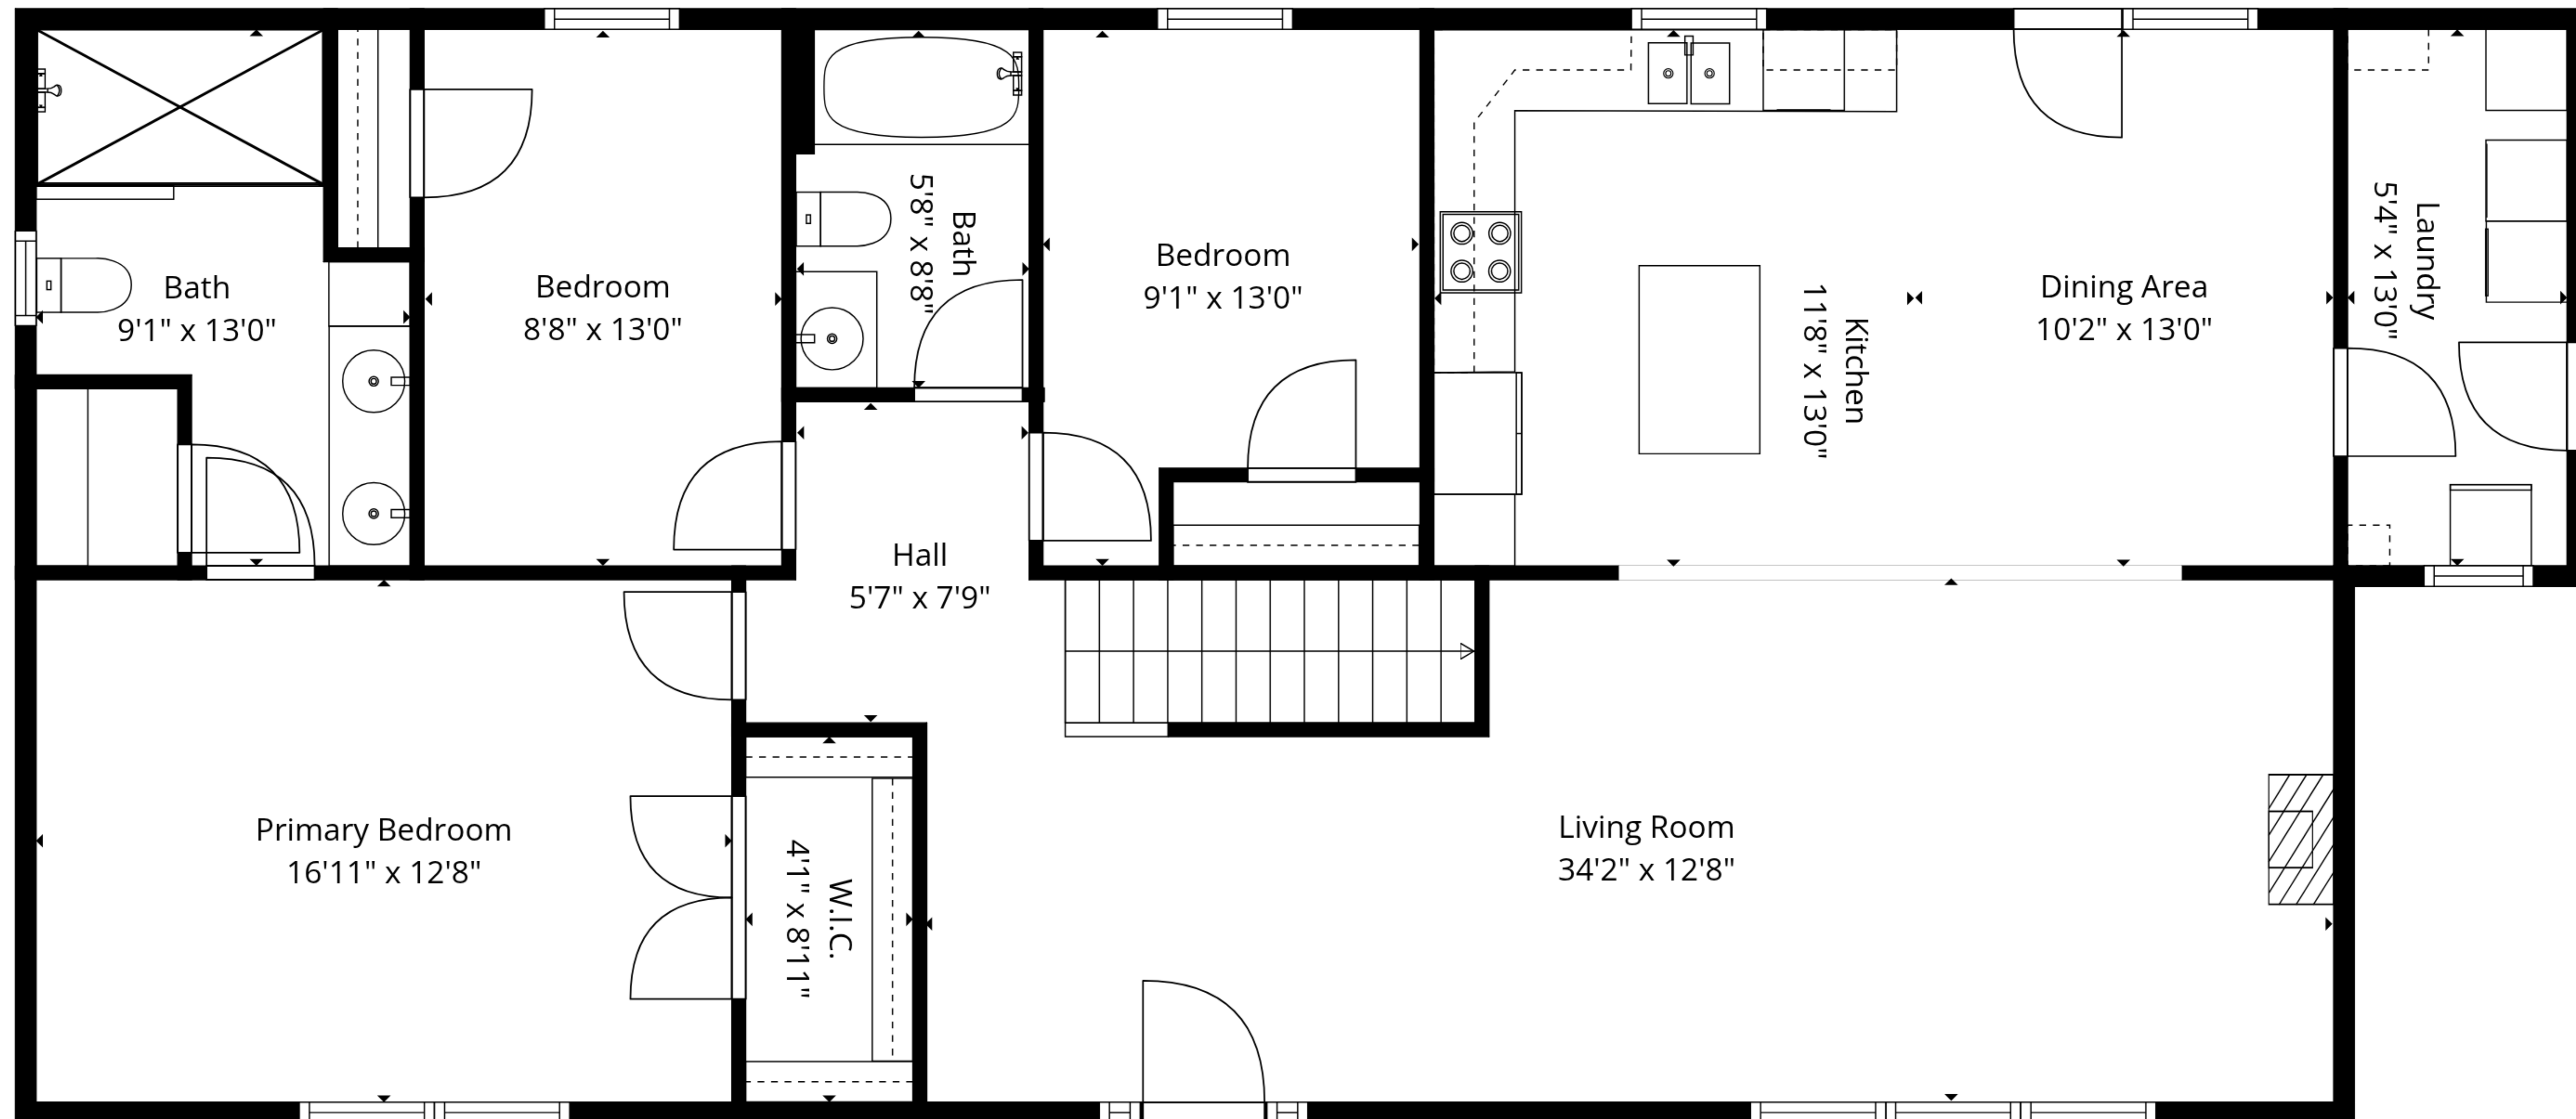 Bath
9'1" x 13'0"
Bedroom
8'8" x 13'0"
Bath
5'8" x 8'8"
Bedroom
9'1" x 13'0"
Kitchen
11'8" x 13'0"
Dining Area
10'2" x 13'0"
Laundry
5'4" x 13'0"
Hall
5'7" x 7'9"
Primary Bedroom
16'11" x 12'8"
W.I.C.
4'1" x 8'11"
Living Room
34'2" x 12'8"